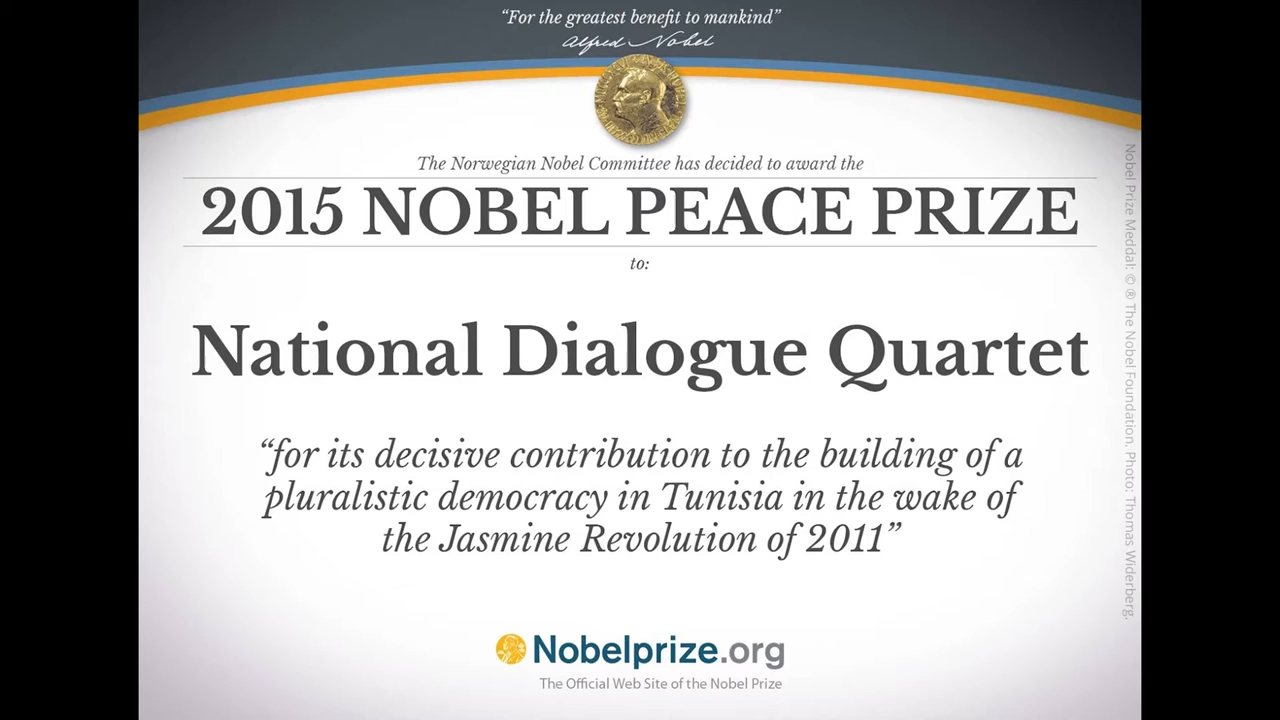 “For the greatest benefit to mankind”
Alfred Nobel
The Norwegian Nobel Committee has decided to award the
2015 NOBEL PEACE PRIZE
to:
National Dialogue Quartet
“for its decisive contribution to the building of a
pluralistic democracy in Tunisia in the wake of
the Jasmine Revolution of 2011”
Nobelprize.org
The Official Web Site of the Nobel Prize
Nobel Prize Meddal: © ® The Nobel Foundation. Photo: Thomas Widerberg.